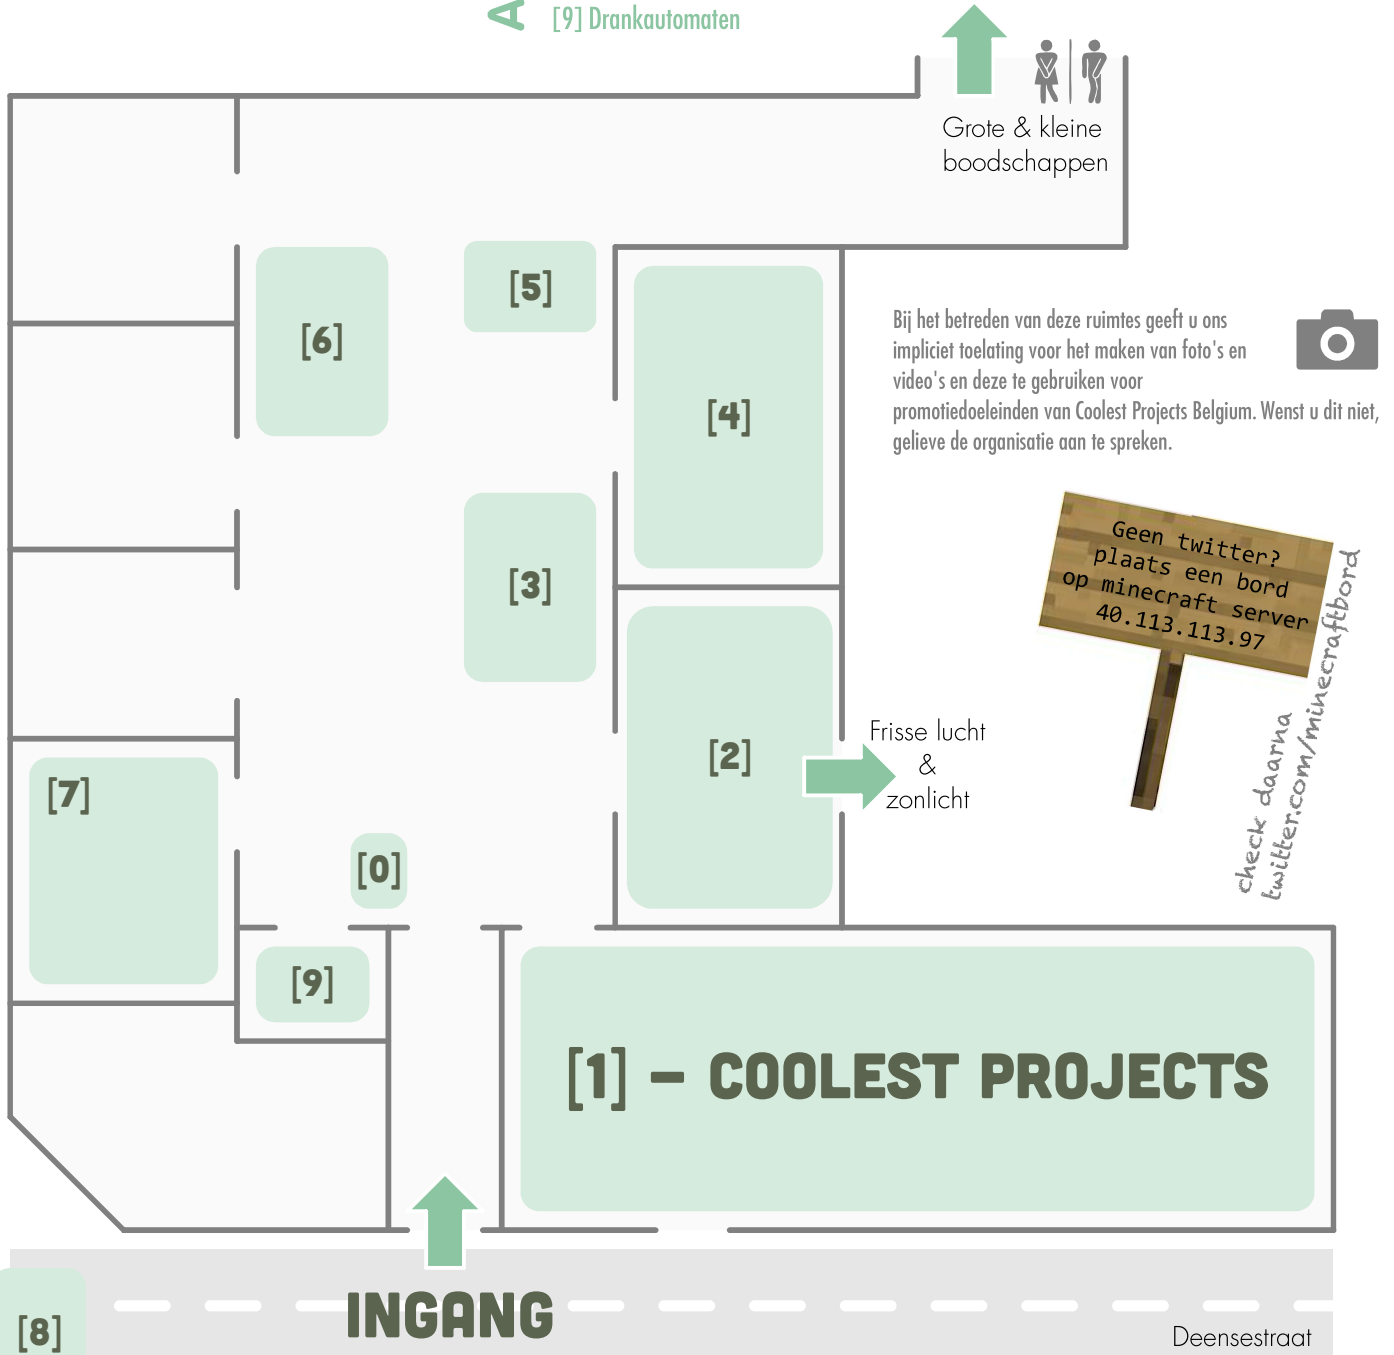 [9] Drankautomaten
Grote & kleine
boodschappen
[5]
[6]
[4]
Bij het betreden van deze ruimtes geeft u ons
impliciet toelating voor het maken van foto's en
video's en deze te gebruiken voor
promotiedoeleinden van Coolest Projects Belgium. Wenst u dit niet,
gelieve de organisatie aan te spreken.
Geen twitter?
plaats een bord
op minecraft server
40.113.113.97
check daarna
twitter.com/minecraftbord
[3]
[2]
Frisse lucht
&
zonlicht
[7]
[0]
[9]
[1] – COOLEST PROJECTS
INGANG
[8]
Deensestraat